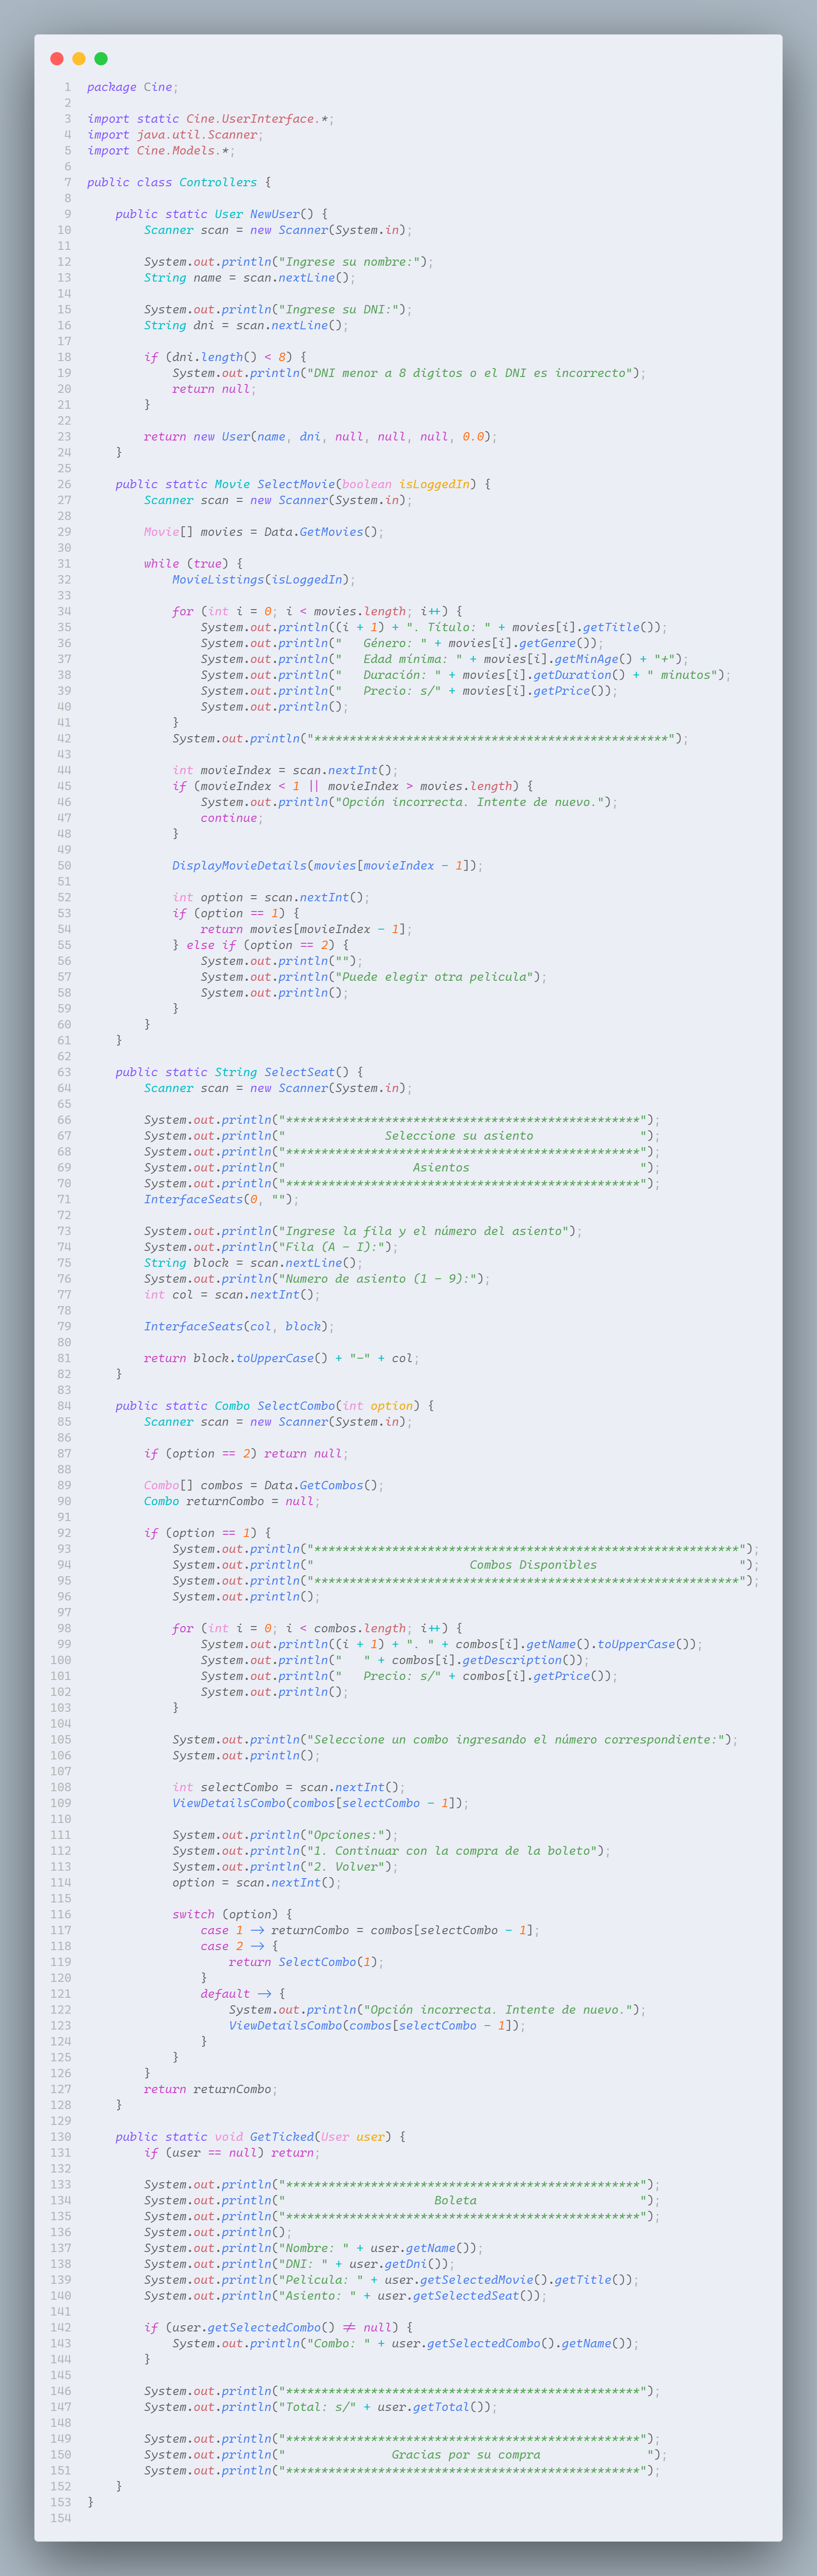 1 package Cine;
2
3 import static Cine.UserInterface.*;
4 import java.util.Scanner;
5 import Cine.Models.*;
6
7 public class Controllers {
8
9     public static User NewUser() {
10         Scanner scan = new Scanner(System.in);
11
12         System.out.println("Ingrese su nombre:");
13         String name = scan.nextLine();
14
15         System.out.println("Ingrese su DNI:");
16         String dni = scan.nextLine();
17
18         if (dni.length() < 8) {
19             System.out.println("DNI menor a 8 digitos o el DNI es incorrecto");
20             return null;
21         }
22
23         return new User(name, dni, null, null, null, 0.0);
24     }
25
26     public static Movie SelectMovie(boolean isLoggedIn) {
27         Scanner scan = new Scanner(System.in);
28
29         Movie[] movies = Data.GetMovies();
30
31         while (true) {
32             MovieListings(isLoggedIn);
33
34             for (int i = 0; i < movies.length; i++) {
35                 System.out.println((i + 1) + ". Título: " + movies[i].getTitle());
36                 System.out.println("   Género: " + movies[i].getGenre());
37                 System.out.println("   Edad mínima: " + movies[i].getMinAge() + "+");
38                 System.out.println("   Duración: " + movies[i].getDuration() + " minutos");
39                 System.out.println("   Precio: s/" + movies[i].getPrice());
40                 System.out.println();
41             }
42             System.out.println("**************************************************");
43
44             int movieIndex = scan.nextInt();
45             if (movieIndex < 1 || movieIndex > movies.length) {
46                 System.out.println("Opción incorrecta. Intente de nuevo.");
47                 continue;
48             }
49
50             DisplayMovieDetails(movies[movieIndex - 1]);
51
52             int option = scan.nextInt();
53             if (option == 1) {
54                 return movies[movieIndex - 1];
55             } else if (option == 2) {
56                 System.out.println("");
57                 System.out.println("Puede elegir otra pelicula");
58                 System.out.println();
59             }
60         }
61     }
62
63     public static String SelectSeat() {
64         Scanner scan = new Scanner(System.in);
65
66         System.out.println("**************************************************");
67         System.out.println("              Seleccione su asiento               ");
68         System.out.println("**************************************************");
69         System.out.println("                  Asientos                        ");
70         System.out.println("**************************************************");
71         InterfaceSeats(0, "");
72
73         System.out.println("Ingrese la fila y el número del asiento");
74         System.out.println("Fila (A - I):");
75         String block = scan.nextLine();
76         System.out.println("Numero de asiento (1 - 9):");
77         int col = scan.nextInt();
78
79         InterfaceSeats(col, block);
80
81         return block.toUpperCase() + "-" + col;
82     }
83
84     public static Combo SelectCombo(int option) {
85         Scanner scan = new Scanner(System.in);
86
87         if (option == 2) return null;
88
89         Combo[] combos = Data.GetCombos();
90         Combo returnCombo = null;
91
92         if (option == 1) {
93             System.out.println("************************************************************");
94             System.out.println("                      Combos Disponibles                    ");
95             System.out.println("************************************************************");
96             System.out.println();
97
98             for (int i = 0; i < combos.length; i++) {
99                 System.out.println((i + 1) + ". " + combos[i].getName().toUpperCase());
100                 System.out.println("   " + combos[i].getDescription());
101                 System.out.println("   Precio: s/" + combos[i].getPrice());
102                 System.out.println();
103             }
104
105             System.out.println("Seleccione un combo ingresando el número correspondiente:");
106             System.out.println();
107
108             int selectCombo = scan.nextInt();
109             ViewDetailsCombo(combos[selectCombo - 1]);
110
111             System.out.println("Opciones:");
112             System.out.println("1. Continuar con la compra de la boleto");
113             System.out.println("2. Volver");
114             option = scan.nextInt();
115
116             switch (option) {
117                 case 1 -> returnCombo = combos[selectCombo - 1];
118                 case 2 -> {
119                     return SelectCombo(1);
120                 }
121                 default -> {
122                     System.out.println("Opción incorrecta. Intente de nuevo.");
123                     ViewDetailsCombo(combos[selectCombo - 1]);
124                 }
125             }
126         }
127         return returnCombo;
128     }
129
130     public static void GetTicked(User user) {
131         if (user == null) return;
132
133         System.out.println("**************************************************");
134         System.out.println("                     Boleta                       ");
135         System.out.println("**************************************************");
136         System.out.println();
137         System.out.println("Nombre: " + user.getName());
138         System.out.println("DNI: " + user.getDni());
139         System.out.println("Pelicula: " + user.getSelectedMovie().getTitle());
140         System.out.println("Asiento: " + user.getSelectedSeat());
141
142         if (user.getSelectedCombo() != null) {
143             System.out.println("Combo: " + user.getSelectedCombo().getName());
144         }
145
146         System.out.println("**************************************************");
147         System.out.println("Total: s/" + user.getTotal());
148
149         System.out.println("**************************************************");
150         System.out.println("               Gracias por su compra               ");
151         System.out.println("**************************************************");
152     }
153 }
154